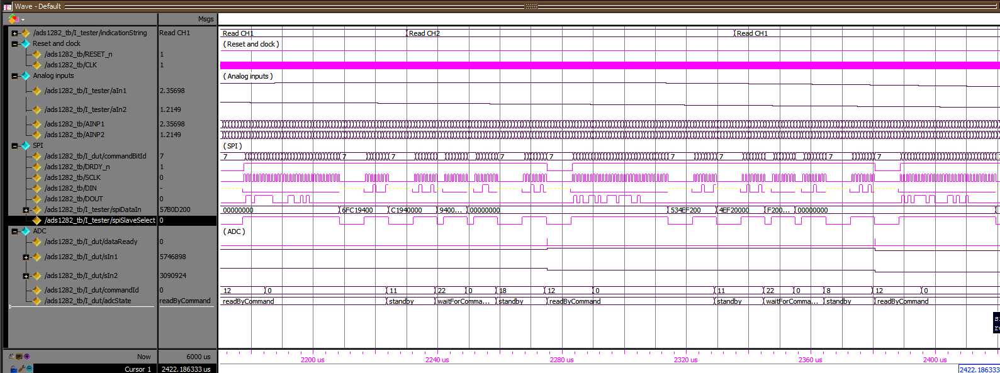 Wave - Default
Msgs
/ads1282_tb/I_tester/indicationString Read CH1 Read CH1 Read CH2 Read CH1
Reset and clock ( Reset and clock )
/ads1282_tb/RESET_n 1
/ads1282_tb/CLK 1
Analog inputs ( Analog inputs )
/ads1282_tb/I_tester/aIn1 2.35698
/ads1282_tb/I_tester/aIn2 1.2149
/ads1282_tb/AINP1 2.35698
/ads1282_tb/AINP2 1.2149
SPI ( SPI )
/ads1282_tb/I_dut/commandBitId 7 7 7 7 7 7 7 7 7 7
/ads1282_tb/DRDY_n 1
/ads1282_tb/SCLK 0
/ads1282_tb/DIN -
/ads1282_tb/DOUT 0
/ads1282_tb/I_tester/spiDataIn 57B0D200 00000000 6FC19400 C1940000 9400... 00000000 534EF200 4EF20000 F200... 00000000
/ads1282_tb/I_tester/spiSlaveSelect 0
ADC ( ADC )
/ads1282_tb/I_dut/dataReady 0
/ads1282_tb/I_dut/sIn1 5746898
/ads1282_tb/I_dut/sIn2 3090924
/ads1282_tb/I_dut/commandId 0 12 0 11 22 0 18 12 0 11 22 0 8 12 0
/ads1282_tb/I_dut/adcState readByCommand readByCommand standby waitForComma... standby readByCommand standby waitForComma... standby readByCommand
Now 6000 us
2200 us 2240 us 2280 us 2320 us 2360 us 2400 us
Cursor 1 2422.186333 us 2422.186333